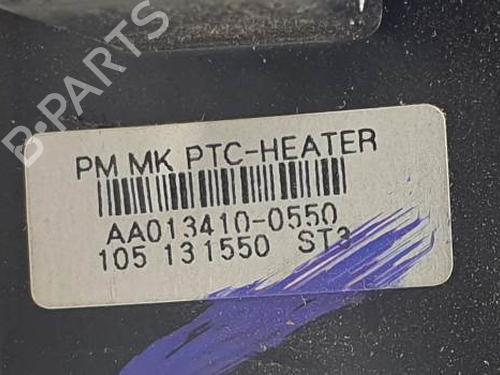 B-PARTS
PM MK PTC-HEATER
AA013410-0550
105 131550 ST3